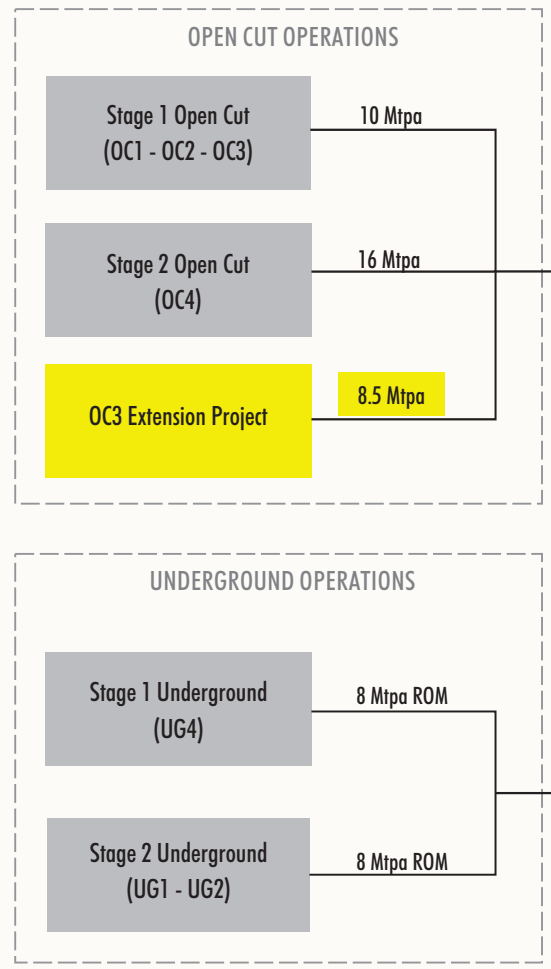 OPEN CUT OPERATIONS
Stage 1 Open Cut
(OC1 - OC2 - OC3)
10 Mtpa
Stage 2 Open Cut
(OC4)
16 Mtpa
OC3 Extension Project
8.5 Mtpa
UNDERGROUND OPERATIONS
Stage 1 Underground
(UG4)
8 Mtpa ROM
Stage 2 Underground
(UG1 - UG2)
8 Mtpa ROM